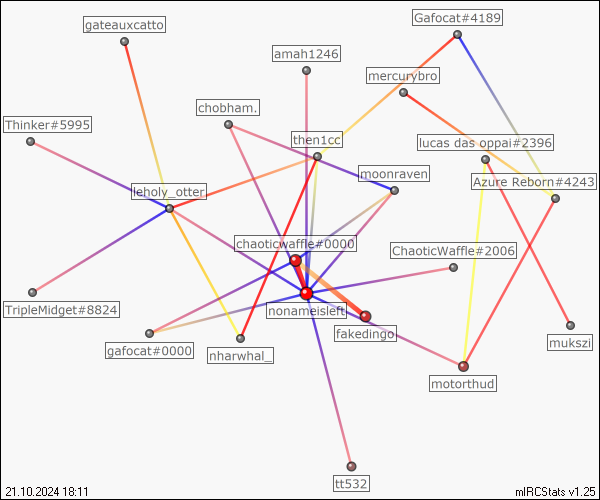 Gafocat#4189
gateauxcatto
amah1246
mercurybro
chobham.
Thinker#5995
then1cc
lucas das oppai#2396
moonraven
Azure Reborn#4243
leholy_otter
chaoticwaffle#0000
ChaoticWaffle#2006
TripleMidget#8824
nonameisleft
fakedingo
gafocat#0000
nharwhal_
mukszi
motorthud
tt532
21.10.2024 18:11
mIRCStats v1.25